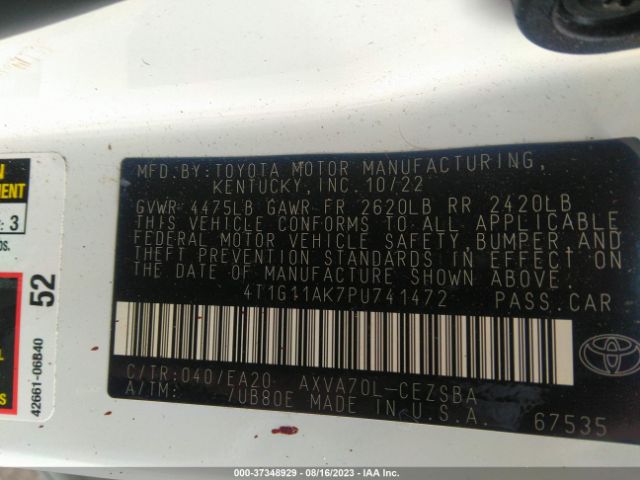 MFD.BY:TOYOTA MOTOR MANUFACTURING,
KENTUCKY, INC. 10/22
GVWR 4475LB GAWR FR 2620LB RR 2420LB
THIS VEHICLE CONFORMS TO ALL APPLICABLE
FEDERAL MOTOR VEHICLE SAFETY, BUMPER, AND
THEFT PREVENTION STANDARDS IN EFFECT ON
THE DATE OF MANUFACTURE SHOWN ABOVE.
4T1G11AK7PU741472 PASS.CAR
C/TR:040/EA20 AXVA70L-CEZSBA
A/TM: 7UB80E MADE IN U.S.A. 67535
3
52
42661-06B40
000-37348929 - 08/16/2023 - IAA Inc.